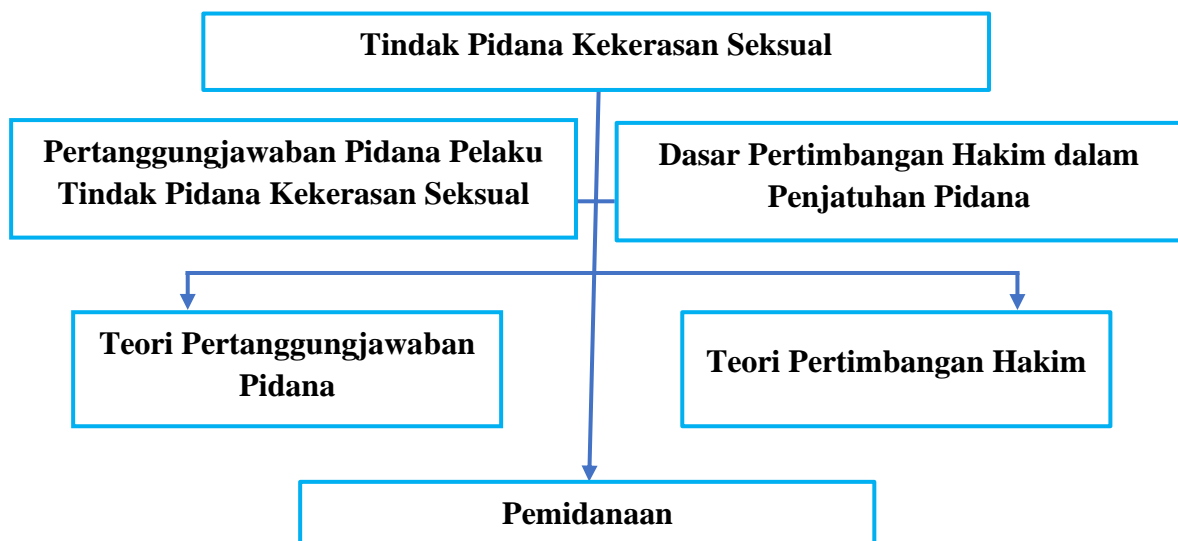 Tindak Pidana Kekerasan Seksual
Pertanggungjawaban Pidana Pelaku
Tindak Pidana Kekerasan Seksual
Dasar Pertimbangan Hakim dalam
Penjatuhan Pidana
Teori Pertanggungjawaban
Pidana
Teori Pertimbangan Hakim
Pemidanaan